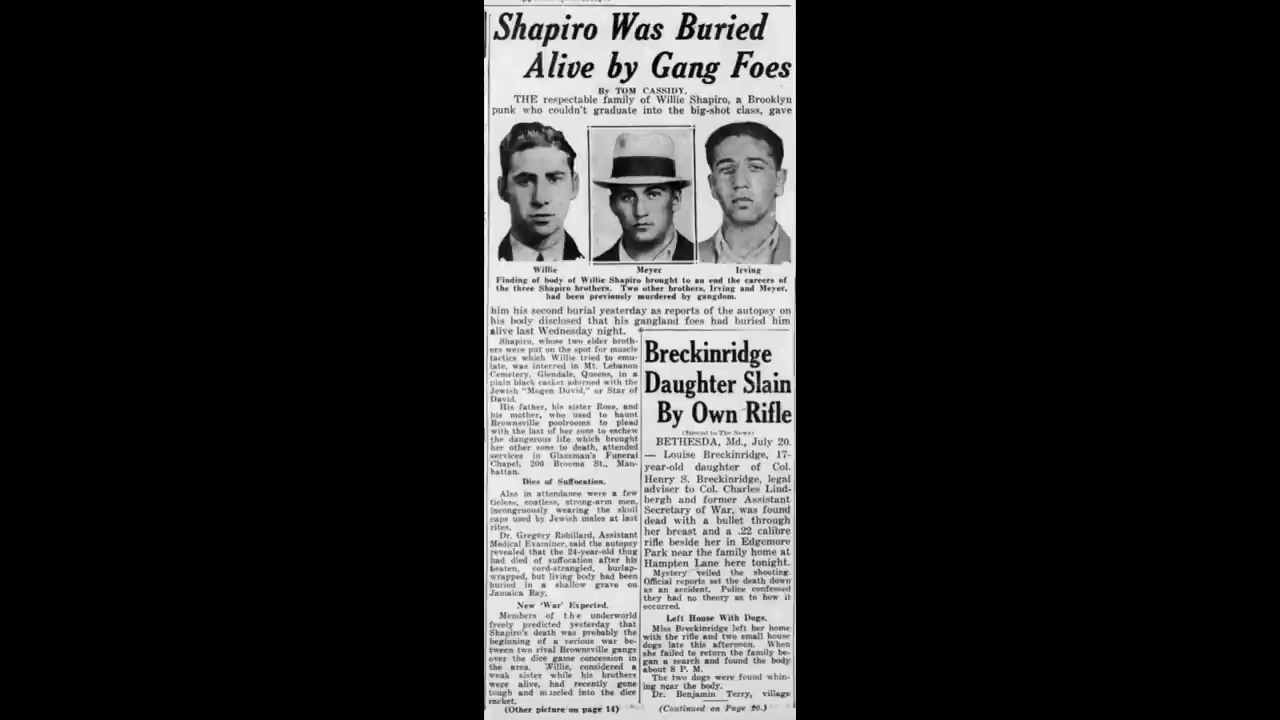 Shapiro Was Buried
Alive by Gang Foes
By TOM CASSIDY.
THE respectable family of Willie Shapiro, a Brooklyn
punk who couldn't graduate into the big-shot class, gave
Willie
Meyer
Irving
Finding of body of Willie Shapiro brought to an end the careers of
the three Shapiro brothers. Two other brothers, Irving and Meyer,
had been previously murdered by gangdom.
him his second burial yesterday as reports of the autopsy on
his body disclosed that his gangland foes had buried him
alive last Wednesday night.
Shapiro, whose two elder broth-
ers were put on the spot for muscle
tactics which Willie tried to emu-
late, was interred in Mt. Lebanon
Cemetery, Glendale, Queens, in a
plain black casket adorned with the
Jewish "Mogen David," or Star of
David.
His father, his sister Rose, and
his mother, who used to haunt
Brownsville poolrooms to plead
with the last of her sons to eschew
the dangerous life which brought
her other sons to death, attended
services in Glassman's Funeral
Chapel, 200 Broome St., Man-
hattan.
Dies of Suffocation.
Also in attendance were a few
tieless, coatless, strong-arm men,
incongruously wearing the skull
caps used by Jewish males at last
rites.
Dr. Gregory Robillard, Assistant
Medical Examiner, said the autopsy
revealed that the 24-year-old thug
had died of suffocation after his
beaten, cord-strangled, burlap-
wrapped, but living body had been
buried in a shallow grave on
Jamaica Bay.
New 'War' Expected.
Members of the underworld
freely predicted yesterday that
Shapiro's death was probably the
beginning of a serious war be-
tween two rival Brownsville gangs
over the dice game concession in
the area. Willie, considered a
weak sister while his brothers
were alive, had recently gone
tough and muscled into the dice
racket.
(Other picture on page 14)
Breckinridge
Daughter Slain
By Own Rifle
(Special to The News)
BETHESDA, Md., July 20.
— Louise Breckinridge, 17-
year-old daughter of Col.
Henry S. Breckinridge, legal
adviser to Col. Charles Lind-
bergh and former Assistant
Secretary of War, was found
dead with a bullet through
her breast and a .22 calibre
rifle beside her in Edgemore
Park near the family home at
Hampten Lane here tonight.
Mystery veiled the shooting.
Official reports set the death down
as an accident. Police confessed
they had no theory as to how it
occurred.
Left House With Dogs.
Miss Breckinridge left her home
with the rifle and two small house
dogs late this afternoon. When
she failed to return the family be-
gan a search and found the body
about 8 P. M.
The two dogs were found whin-
ing near the body.
Dr. Benjamin Terry, village
(Continued on Page 20.)